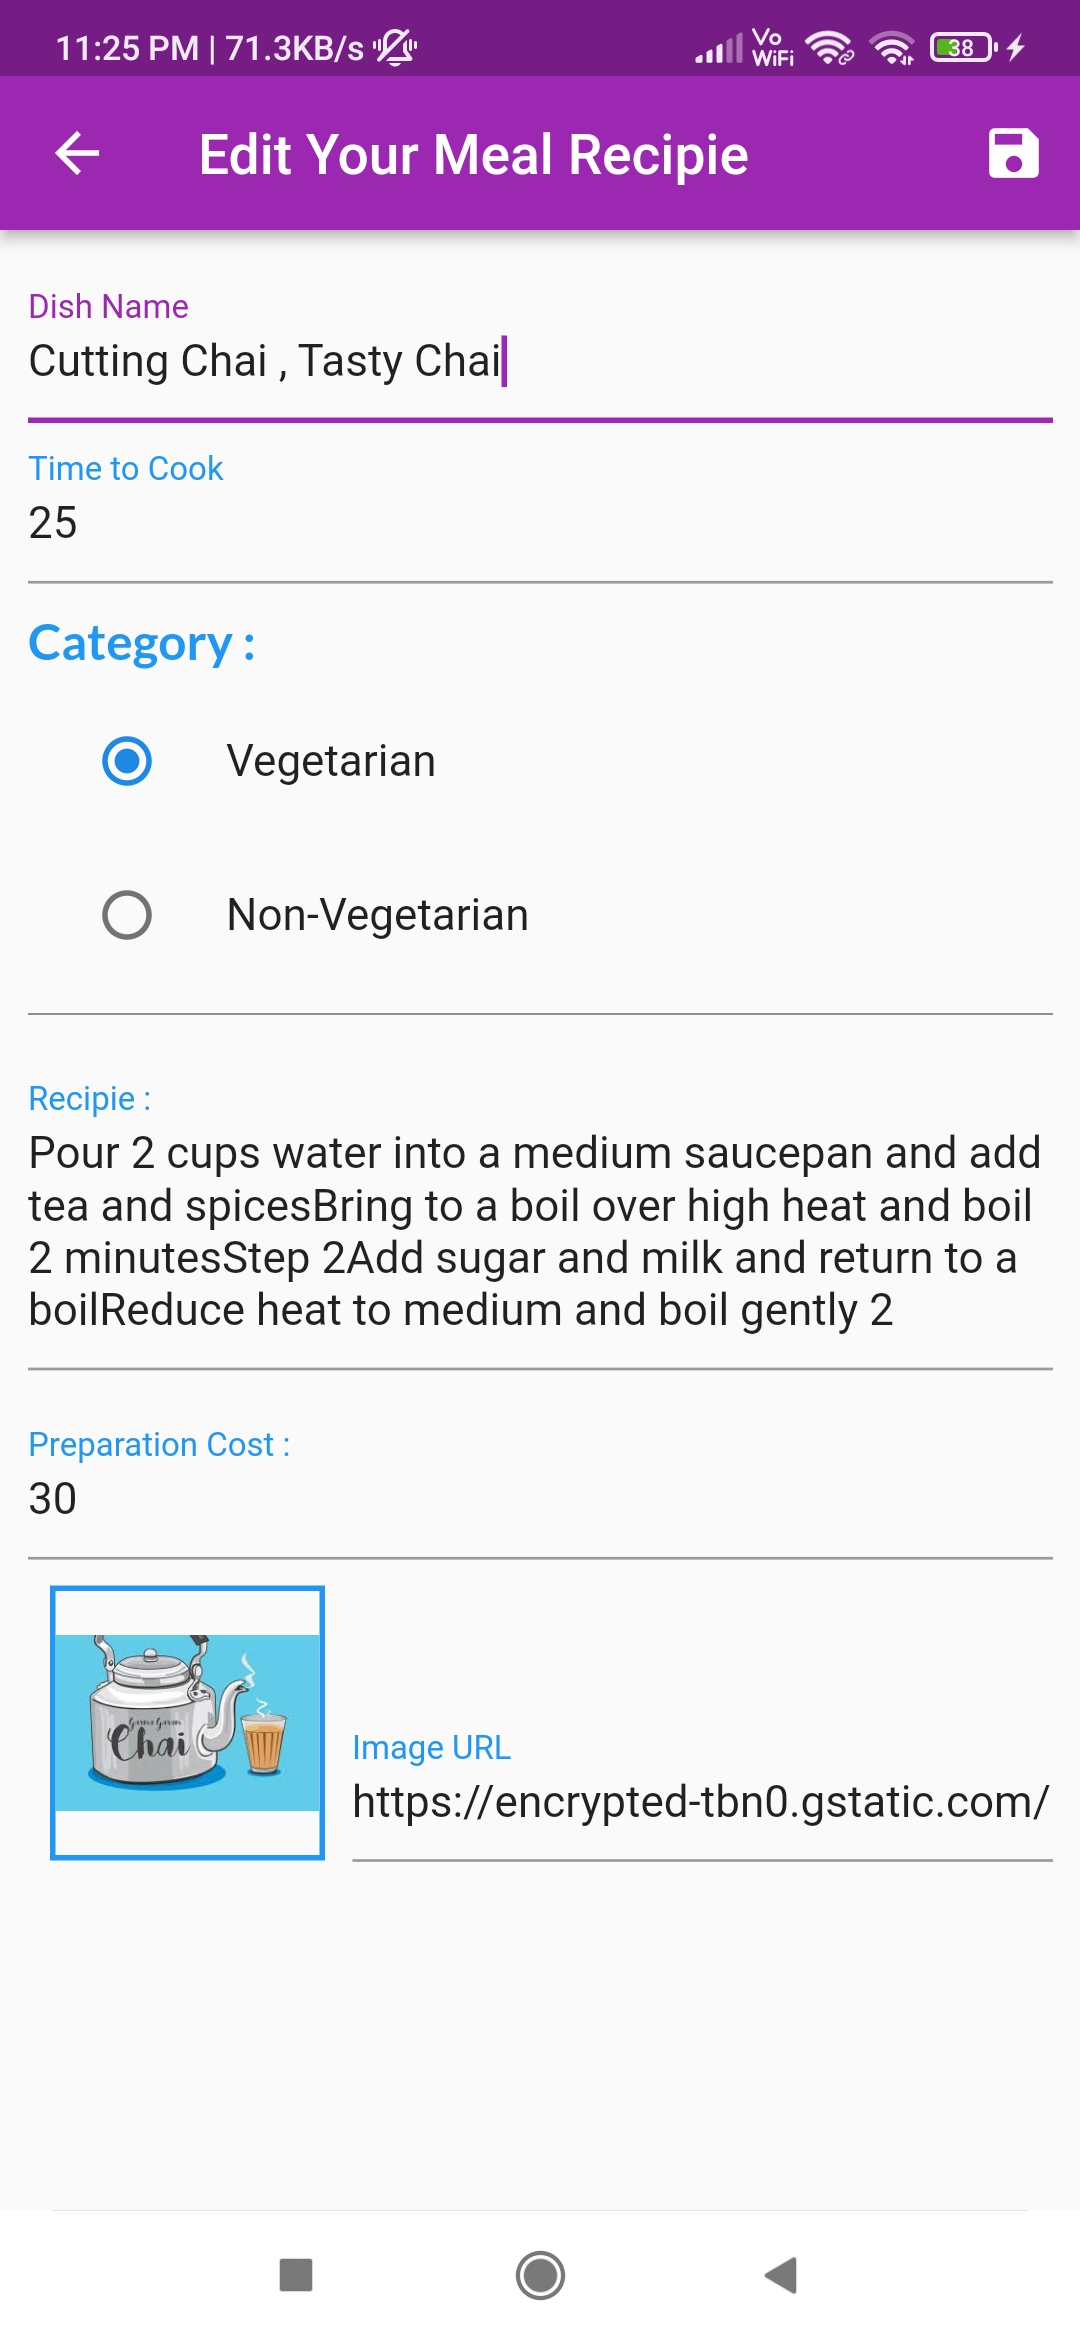 11:25 PM | 71.3KB/s
Vo
WiFi
38
Edit Your Meal Recipie
Dish Name
Cutting Chai , Tasty Chai
Time to Cook
25
Category :
Vegetarian
Non-Vegetarian
Recipie :
Pour 2 cups water into a medium saucepan and add
tea and spicesBring to a boil over high heat and boil
2 minutesStep 2Add sugar and milk and return to a
boilReduce heat to medium and boil gently 2
Preparation Cost :
30
Garma Garam
Chai
Image URL
https://encrypted-tbn0.gstatic.com/